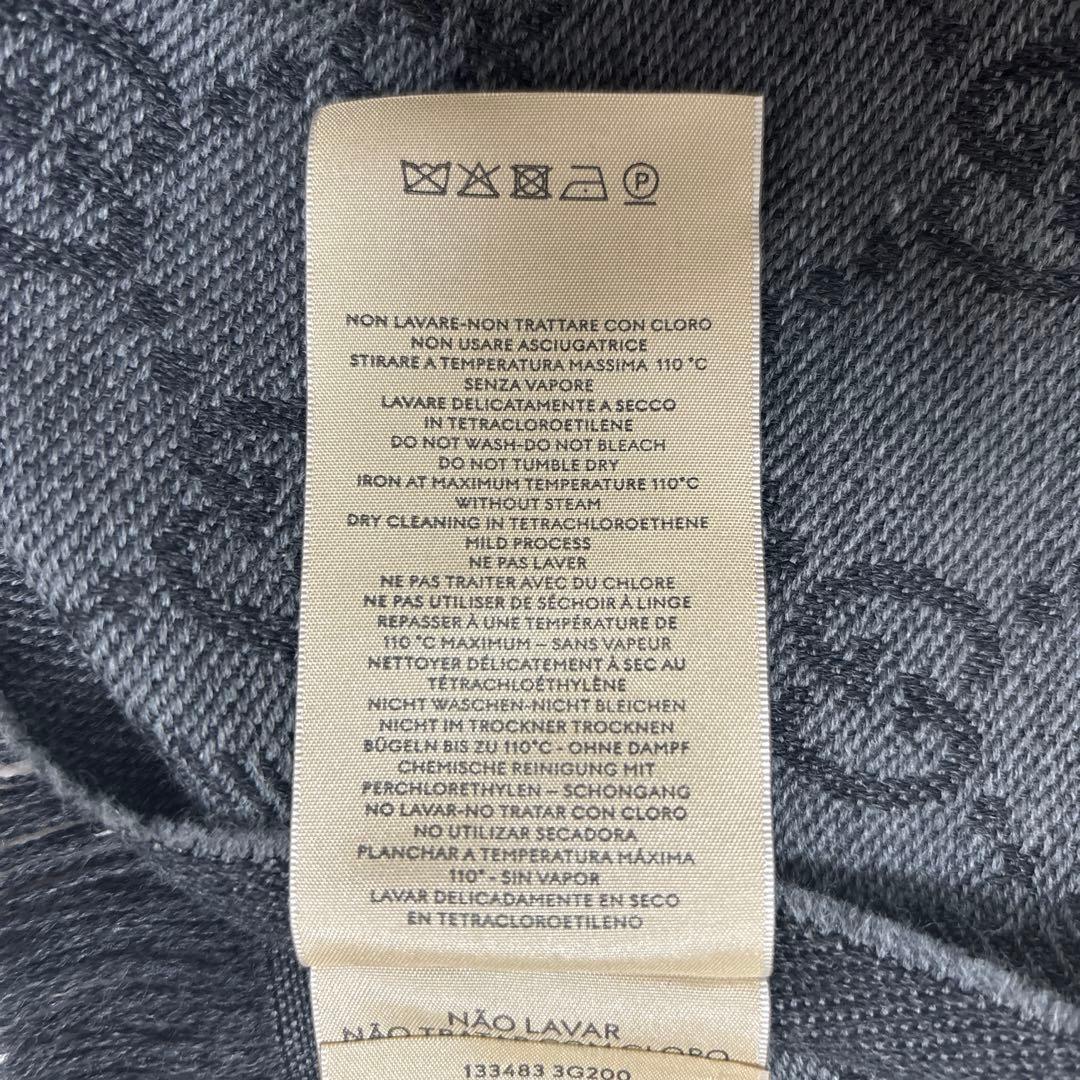 P
NON LAVARE-NON TRATTARE CON CLORO
NON USARE ASCIUGATRICE
STIRARE A TEMPERATURA MASSIMA 110 °C
SENZA VAPORE
LAVARE DELICATAMENTE A SECCO
IN TETRACLOROETILENE
DO NOT WASH-DO NOT BLEACH
DO NOT TUMBLE DRY
IRON AT MAXIMUM TEMPERATURE 110°C
WITHOUT STEAM
DRY CLEANING IN TETRACHLOROETHENE
MILD PROCESS
NE PAS LAVER
NE PAS TRAITER AVEC DU CHLORE
NE PAS UTILISER DE SÉCHOIR À LINGE
REPASSER À UNE TEMPÉRATURE DE
110 °C MAXIMUM – SANS VAPEUR
NETTOYER DÉLICATEMENT À SEC AU
TÉTRACHLOÉTHYLÈNE
NICHT WASCHEN-NICHT BLEICHEN
NICHT IM TROCKNER TROCKNEN
BÜGELN BIS ZU 110°C - OHNE DAMPF
CHEMISCHE REINIGUNG MIT
PERCHLORETHYLEN – SCHONGANG
NO LAVAR-NO TRATAR CON CLORO
NO UTILIZAR SECADORA
PLANCHAR A TEMPERATURA MÁXIMA
110° - SIN VAPOR
LAVAR DELICADAMENTE EN SECO
EN TETRACLOROETILENO
NÃO LAVAR
NÃO TRATAR COM CLORO
133483 3G200